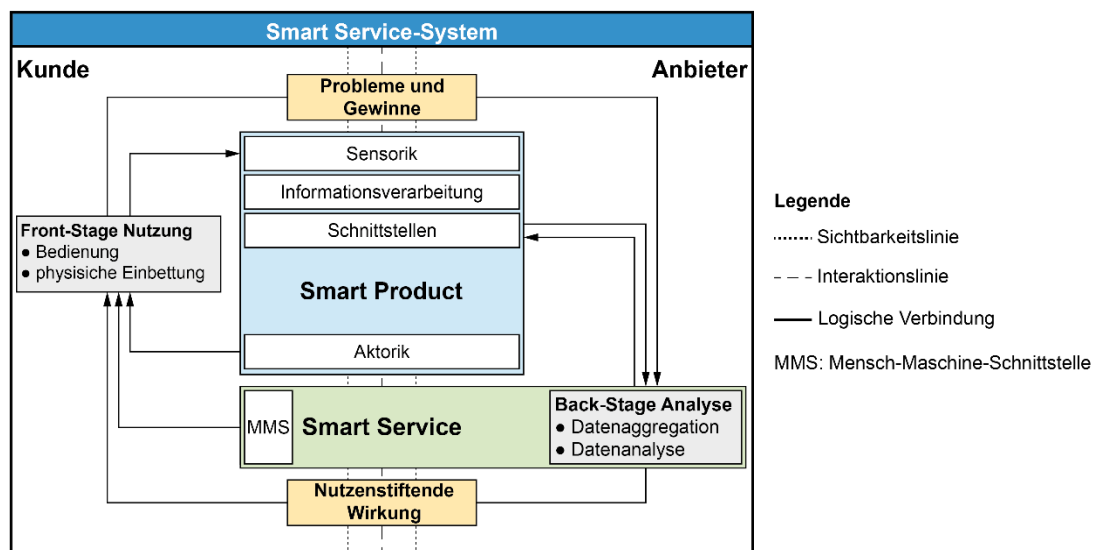 Smart Service-System
Kunde
Anbieter
Probleme und
Gewinne
Sensorik
Informationsverarbeitung
Schnittstellen
Smart Product
Aktorik
Front-Stage Nutzung
● Bedienung
● physisiche Einbettung
MMS
Smart Service
Back-Stage Analyse
● Datenaggregation
● Datenanalyse
Nutzenstiftende
Wirkung
Legende
Sichtbarkeitslinie
Interaktionslinie
Logische Verbindung
MMS: Mensch-Maschine-Schnittstelle